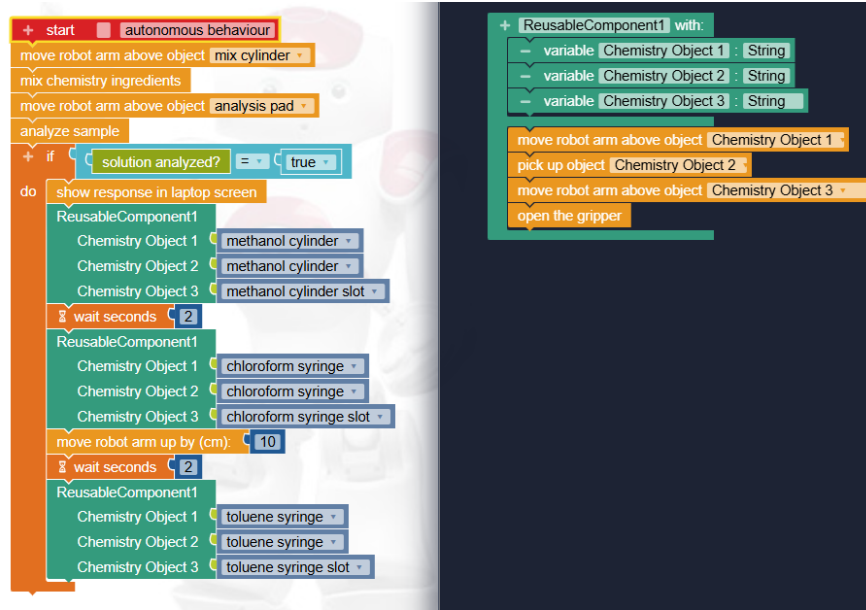 + start autonomous behaviour
move robot arm above object mix cylinder
mix chemistry ingredients
move robot arm above object analysis pad
analyze sample
+ if solution analyzed? = true
do show response in laptop screen
ReusableComponent1
Chemistry Object 1 methanol cylinder
Chemistry Object 2 methanol cylinder
Chemistry Object 3 methanol cylinder slot
wait seconds 2
ReusableComponent1
Chemistry Object 1 chloroform syringe
Chemistry Object 2 chloroform syringe
Chemistry Object 3 chloroform syringe slot
move robot arm up by (cm): 10
wait seconds 2
ReusableComponent1
Chemistry Object 1 toluene syringe
Chemistry Object 2 toluene syringe
Chemistry Object 3 toluene syringe slot
+ ReusableComponent1 with:
– variable Chemistry Object 1 : String
– variable Chemistry Object 2 : String
– variable Chemistry Object 3 : String
move robot arm above object Chemistry Object 1
pick up object Chemistry Object 2
move robot arm above object Chemistry Object 3
open the gripper